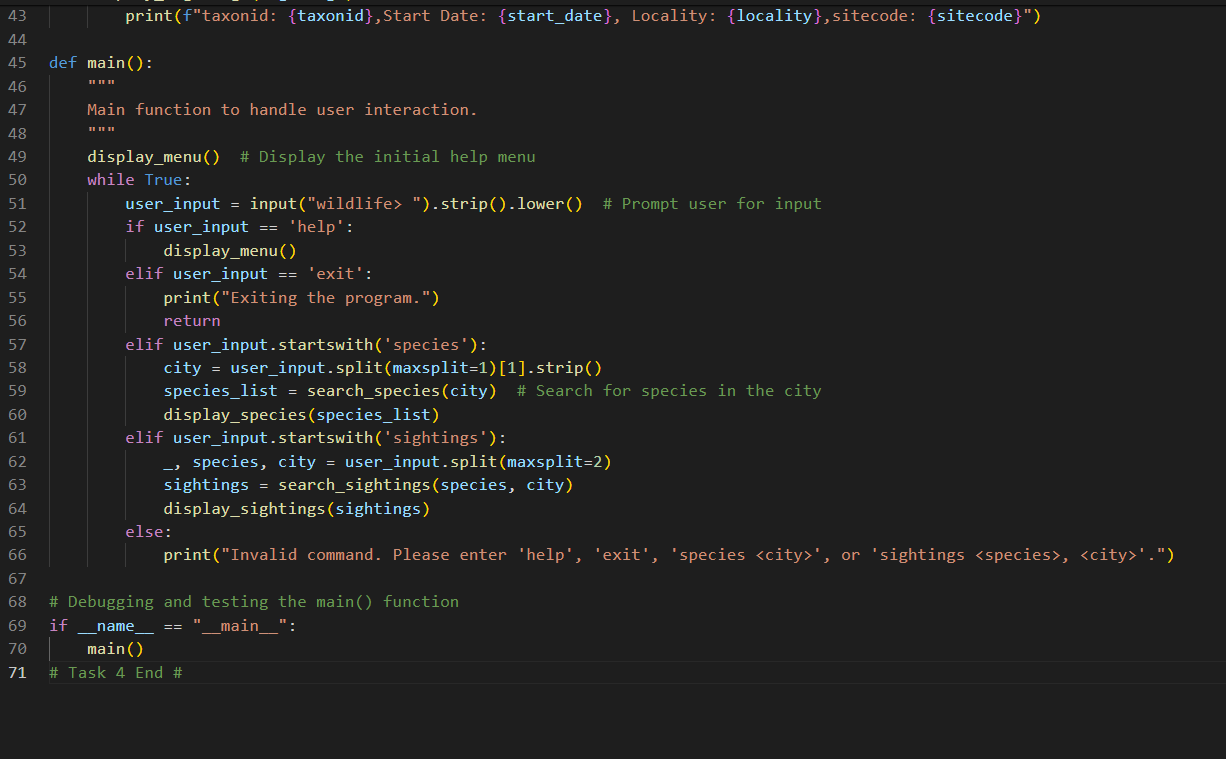 43 print(f"taxonid: {taxonid},Start Date: {start_date}, Locality: {locality},sitecode: {sitecode}")
44
45 def main():
46 """
47 Main function to handle user interaction.
48 """
49 display_menu()  # Display the initial help menu
50 while True:
51 user_input = input("wildlife> ").strip().lower()  # Prompt user for input
52 if user_input == 'help':
53 display_menu()
54 elif user_input == 'exit':
55 print("Exiting the program.")
56 return
57 elif user_input.startswith('species'):
58 city = user_input.split(maxsplit=1)[1].strip()
59 species_list = search_species(city)  # Search for species in the city
60 display_species(species_list)
61 elif user_input.startswith('sightings'):
62 _, species, city = user_input.split(maxsplit=2)
63 sightings = search_sightings(species, city)
64 display_sightings(sightings)
65 else:
66 print("Invalid command. Please enter 'help', 'exit', 'species <city>', or 'sightings <species>, <city>'.")
67
68 # Debugging and testing the main() function
69 if __name__ == "__main__":
70 main()
71 # Task 4 End #